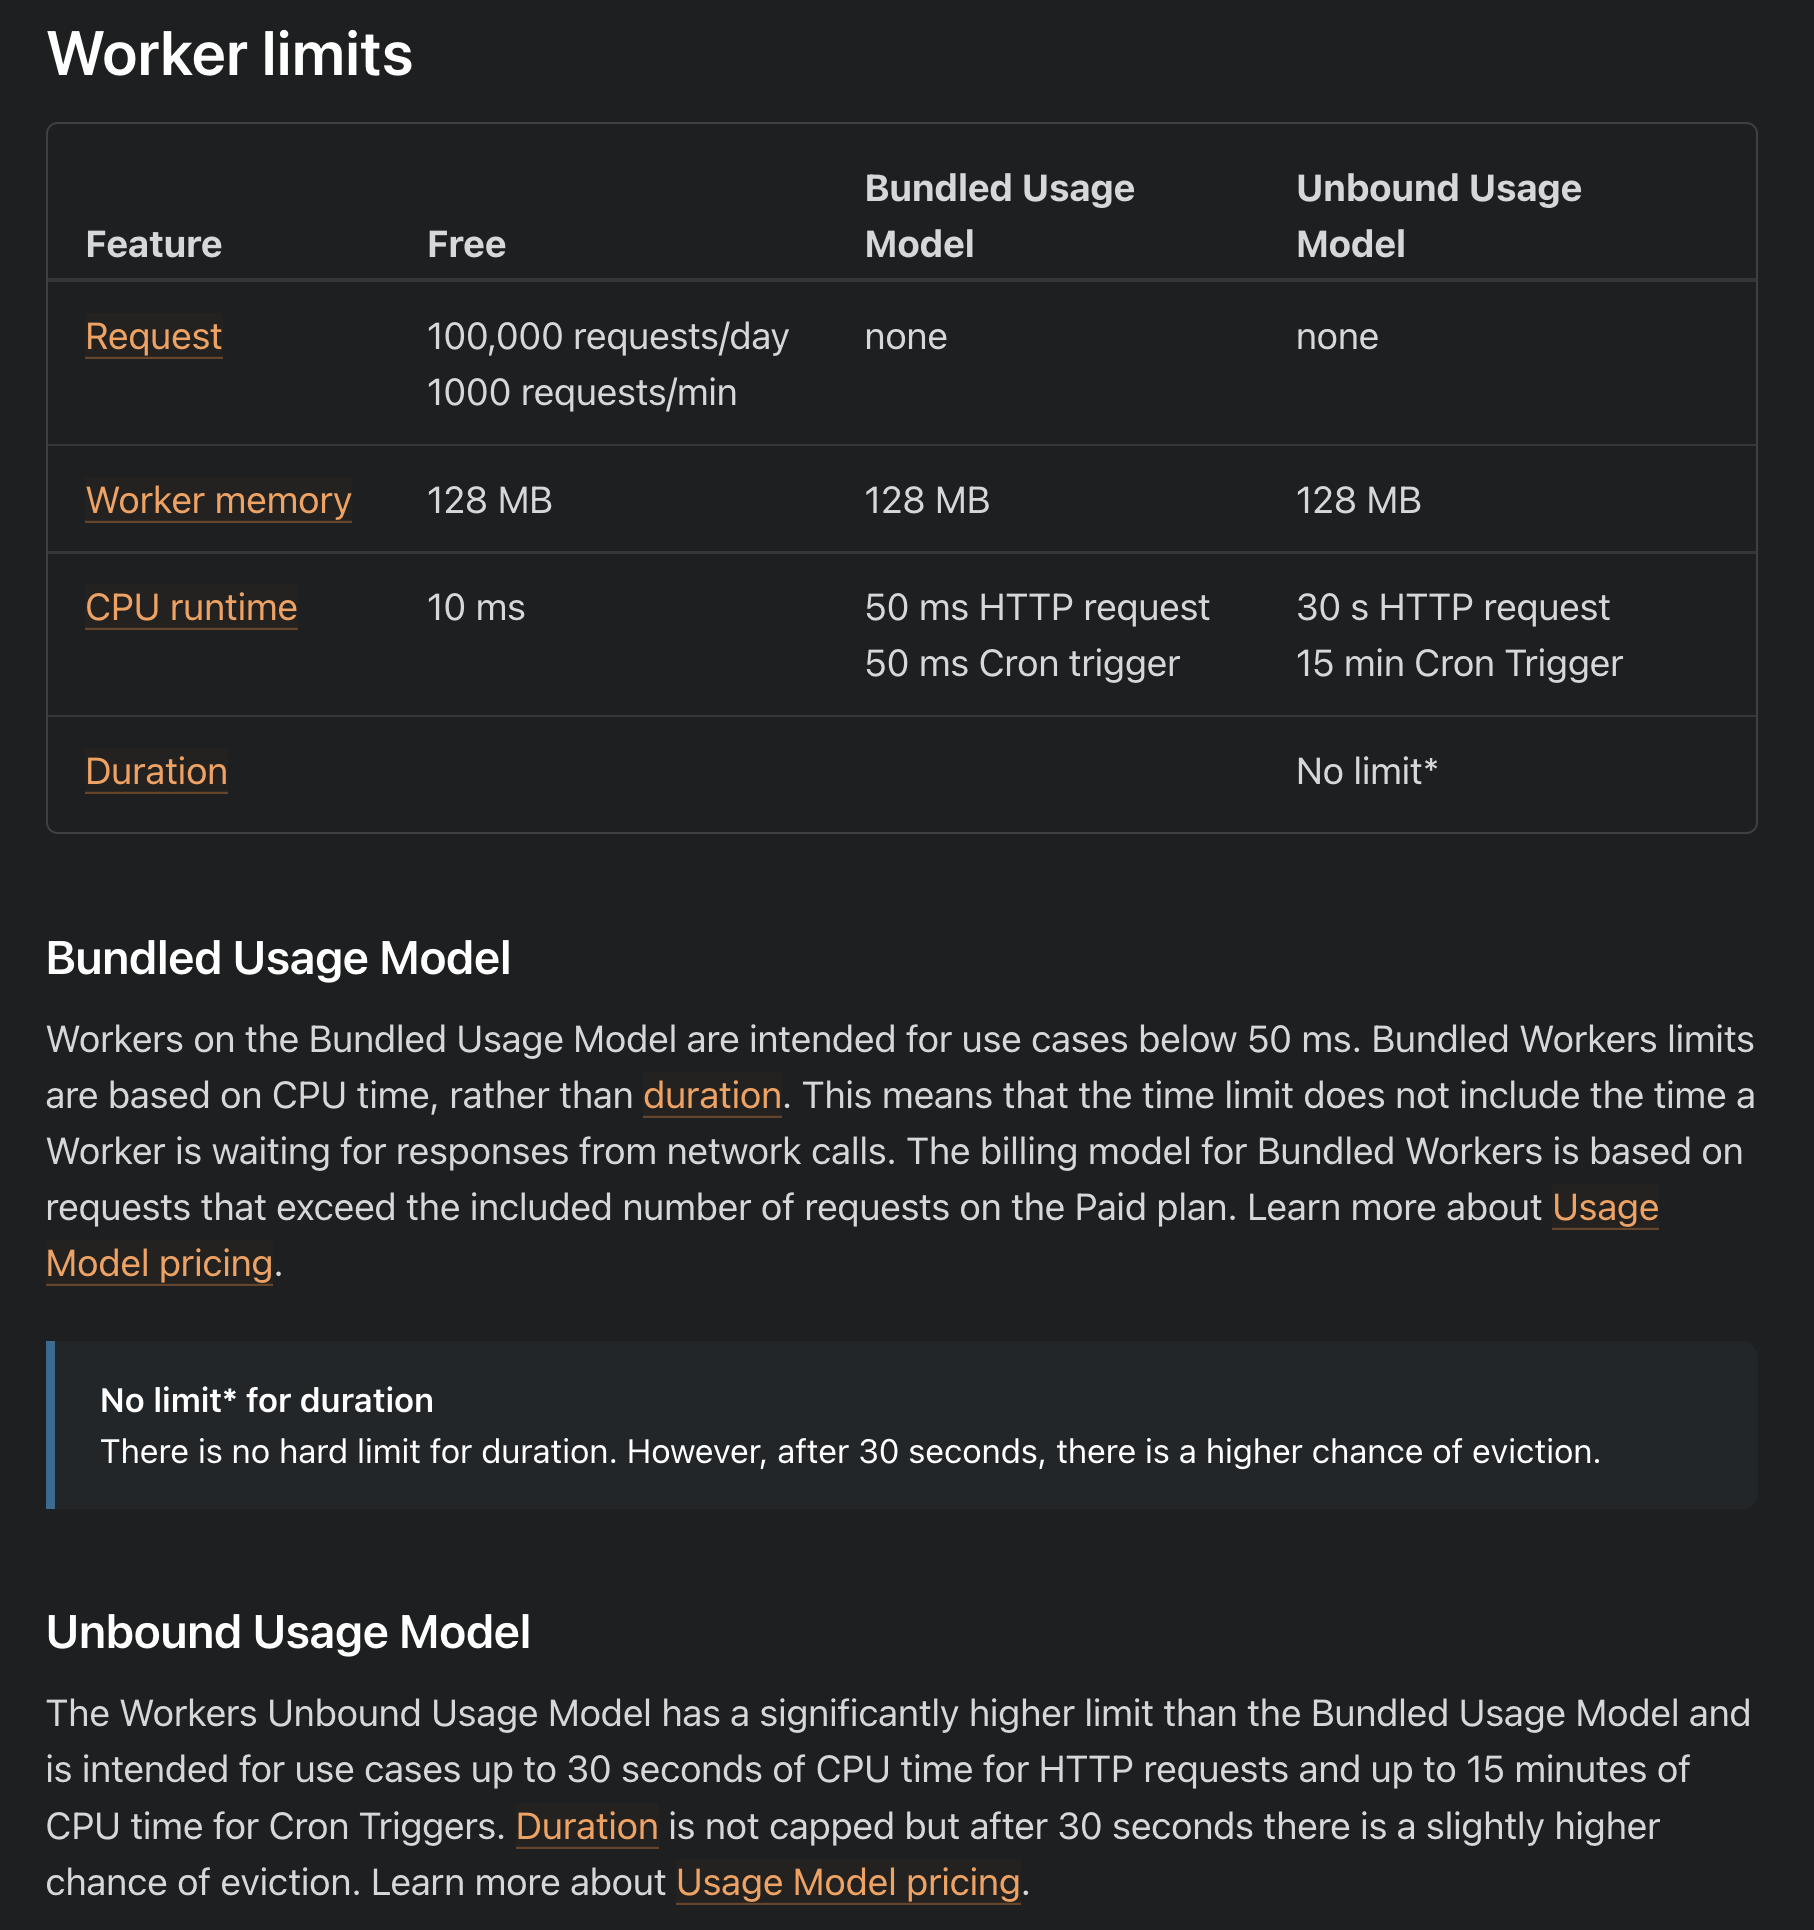 Worker limits
Feature Free Bundled Usage Model Unbound Usage Model
Request 100,000 requests/day none none
1000 requests/min
Worker memory 128 MB 128 MB 128 MB
CPU runtime 10 ms 50 ms HTTP request 30 s HTTP request
50 ms Cron trigger 15 min Cron Trigger
Duration No limit*
Bundled Usage Model
Workers on the Bundled Usage Model are intended for use cases below 50 ms. Bundled Workers limits
are based on CPU time, rather than duration. This means that the time limit does not include the time a
Worker is waiting for responses from network calls. The billing model for Bundled Workers is based on
requests that exceed the included number of requests on the Paid plan. Learn more about Usage
Model pricing.
No limit* for duration
There is no hard limit for duration. However, after 30 seconds, there is a higher chance of eviction.
Unbound Usage Model
The Workers Unbound Usage Model has a significantly higher limit than the Bundled Usage Model and
is intended for use cases up to 30 seconds of CPU time for HTTP requests and up to 15 minutes of
CPU time for Cron Triggers. Duration is not capped but after 30 seconds there is a slightly higher
chance of eviction. Learn more about Usage Model pricing.